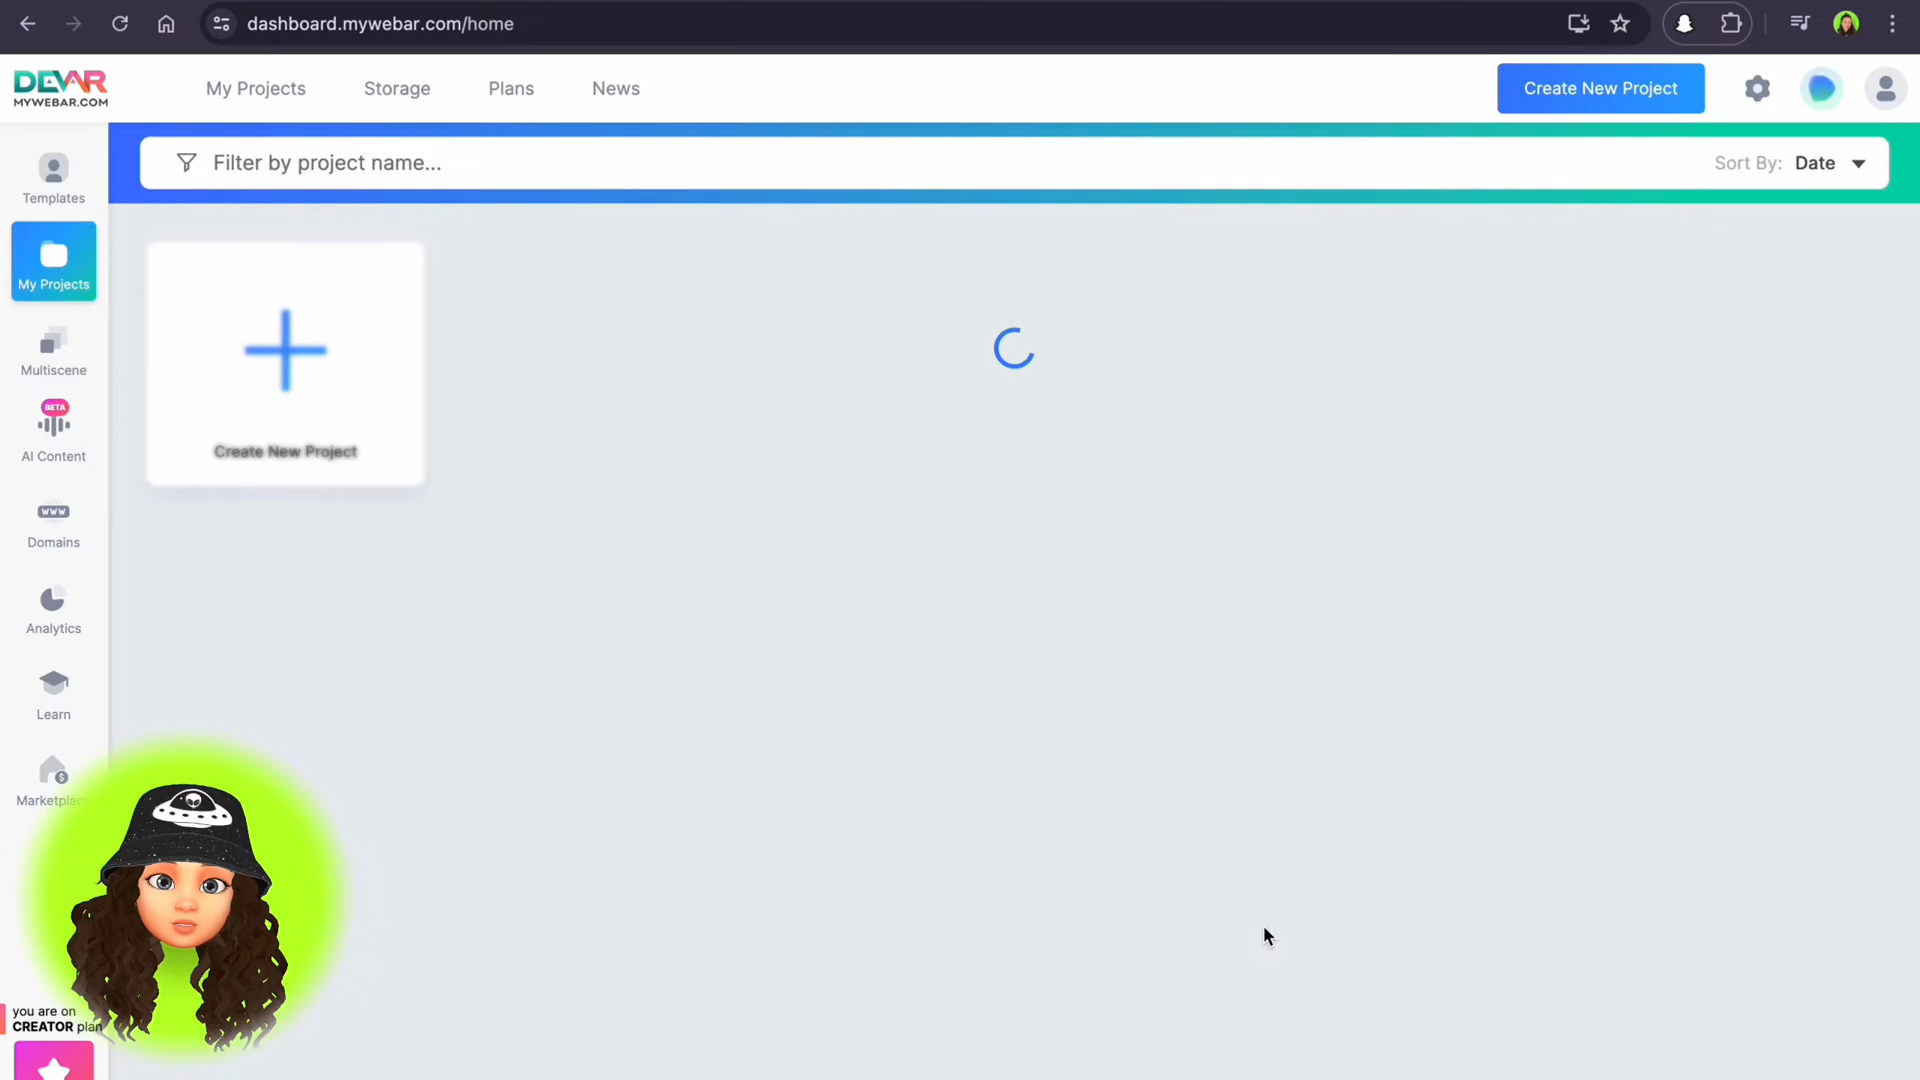 dashboard.mywebar.com/home
DEVAR
MYWEBAR.COM
My Projects
Storage
Plans
News
Create New Project
Filter by project name...
Sort By: Date
Templates
My Projects
Multiscene
BETA
AI Content
www
Domains
Analytics
Learn
Create New Project
you are on
CREATOR plan